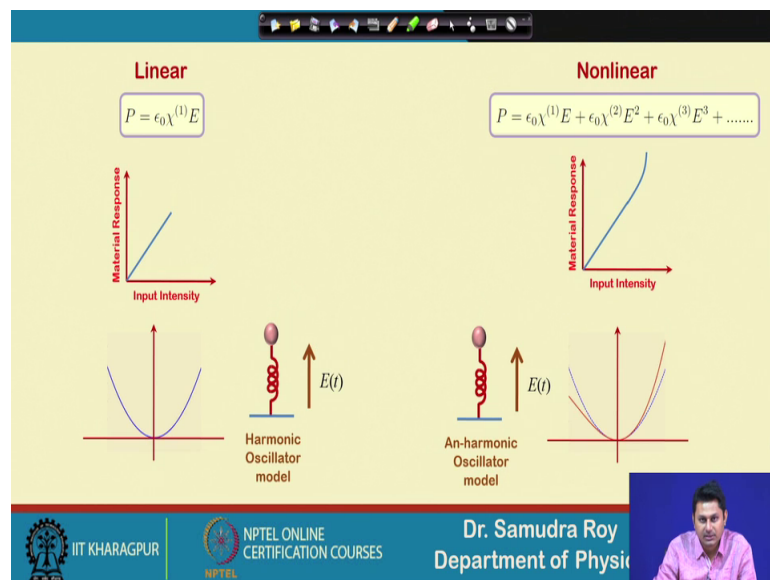 Linear
Nonlinear
P = ϵ₀χ⁽¹⁾E
P = ϵ₀χ⁽¹⁾E + ϵ₀χ⁽²⁾E² + ϵ₀χ⁽³⁾E³ + .......
Material Response
Input Intensity
Material Response
Input Intensity
E(t)
Harmonic
Oscillator
model
E(t)
An-harmonic
Oscillator
model
IIT KHARAGPUR
NPTEL
NPTEL ONLINE
CERTIFICATION COURSES
Dr. Samudra Roy
Department of Physic